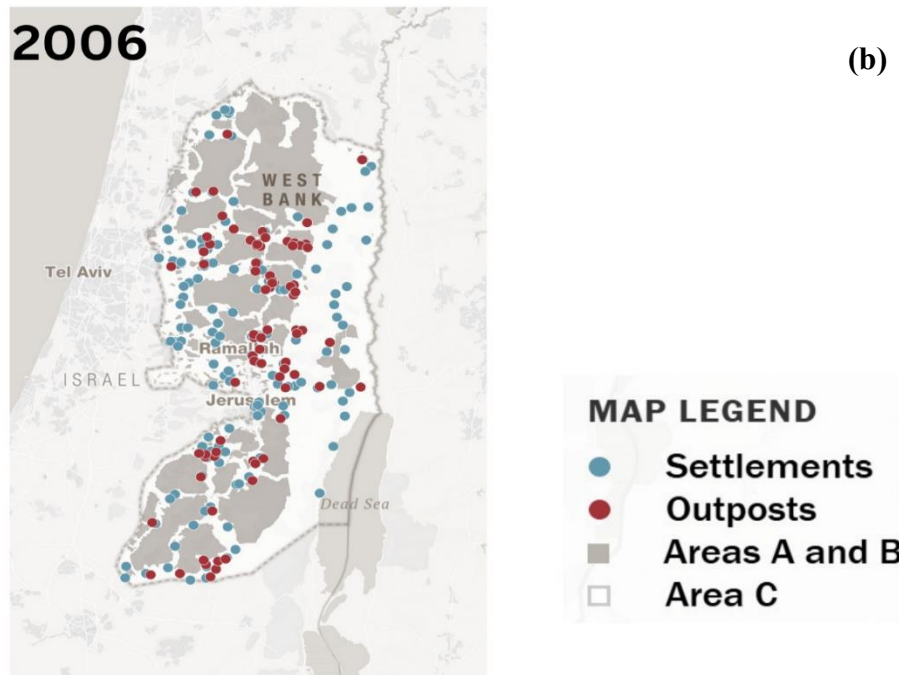 2006
(b)
WEST
BANK
Tel Aviv
Ramallah
ISRAEL
Jerusalem
Dead Sea
MAP LEGEND
Settlements
Outposts
Areas A and B
Area C